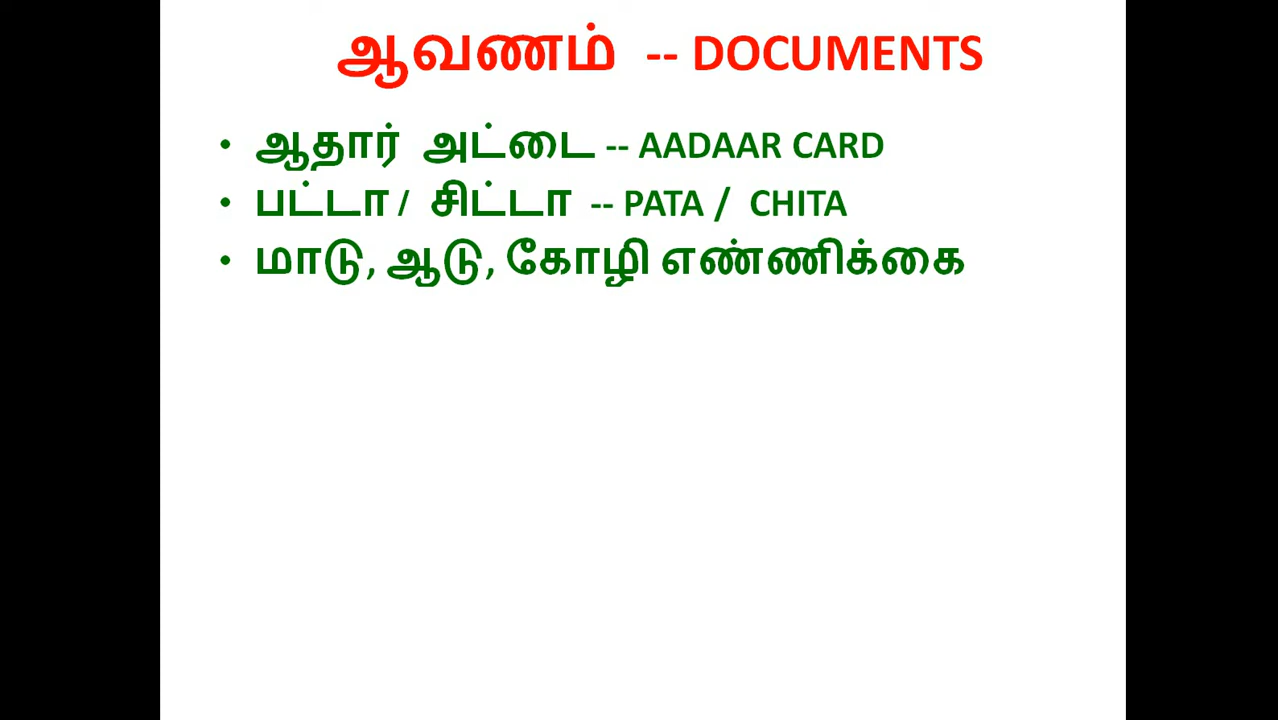 ஆவணம் -- DOCUMENTS
• ஆதார் அட்டை -- AADAAR CARD
• பட்டா / சிட்டா -- PATA / CHITA
• மாடு, ஆடு, கோழி எண்ணிக்கை